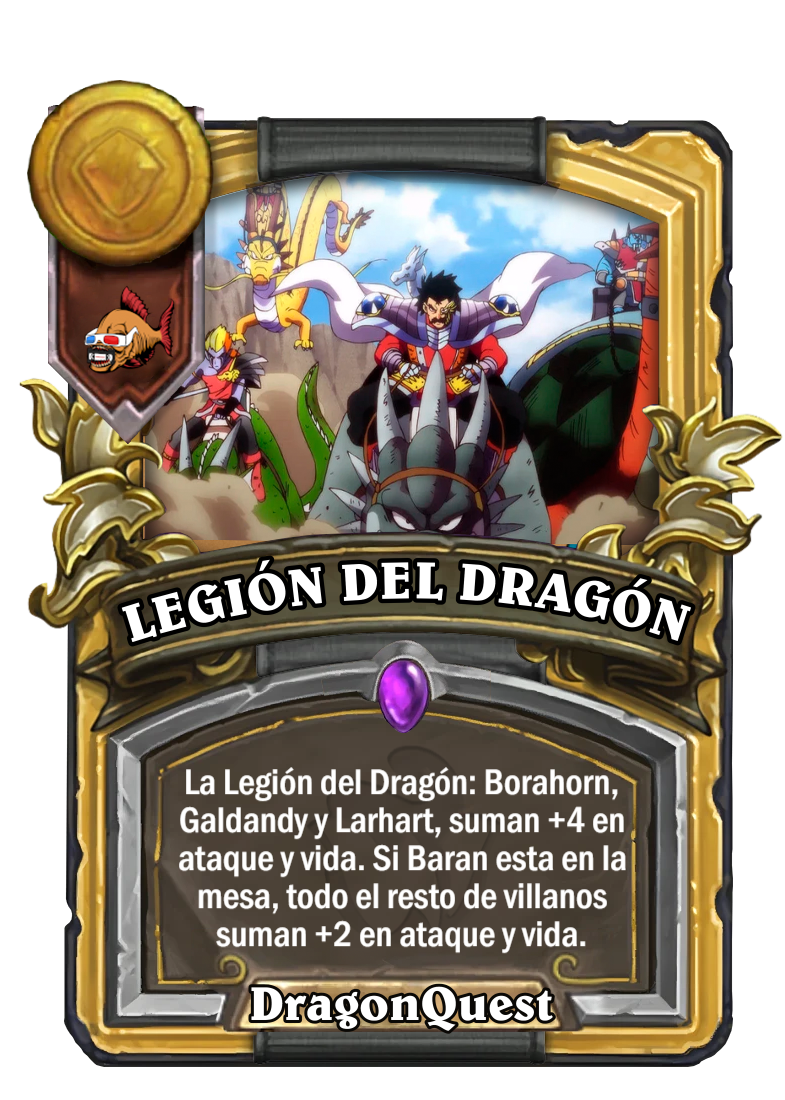 LEGIÓN DEL DRAGÓN
La Legión del Dragón: Borahorn,
Galdandy y Larhart, suman +4 en
ataque y vida. Si Baran esta en la
mesa, todo el resto de villanos
suman +2 en ataque y vida.
DragonQuest